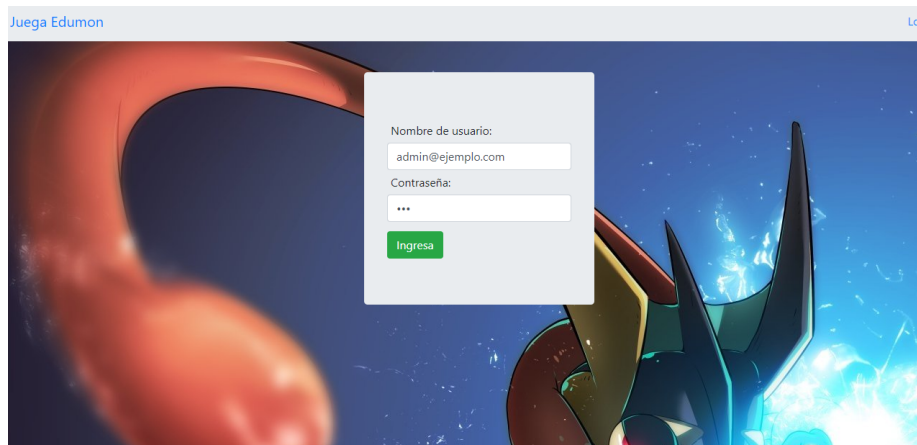 Juega Edumon
Nombre de usuario:
admin@ejemplo.com
Contraseña:
•••
Ingresa